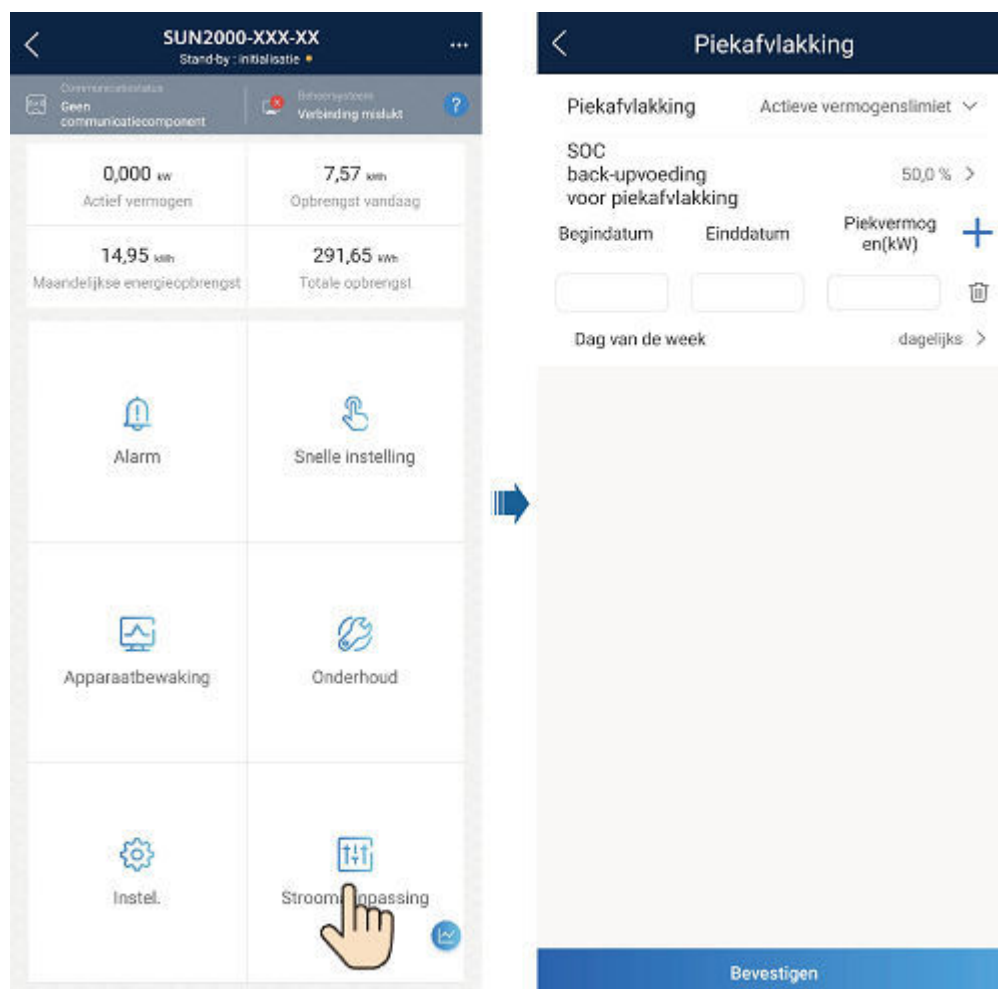 SUN2000-XXX-XX
Stand-by : initialisatie
Communicatiestatus
Geen
communicatiecomponent
Beheersysteem
Verbinding mislukt
?
0,000 kW
Actief vermogen
7,57 kWh
Opbrengst vandaag
14,95 kWh
Maandelijkse energieopbrengst
291,65 kWh
Totale opbrengst
Alarm
Snelle instelling
Apparaatbewaking
Onderhoud
Instel.
Stroomaanpassing
Piekafvlakking
Piekafvlakking
Actieve vermogenslimiet
SOC
back-upvoeding
voor piekafvlakking
50,0 %
Begindatum
Einddatum
Piekvermog
en(kW)
Dag van de week
dagelijks
Bevestigen